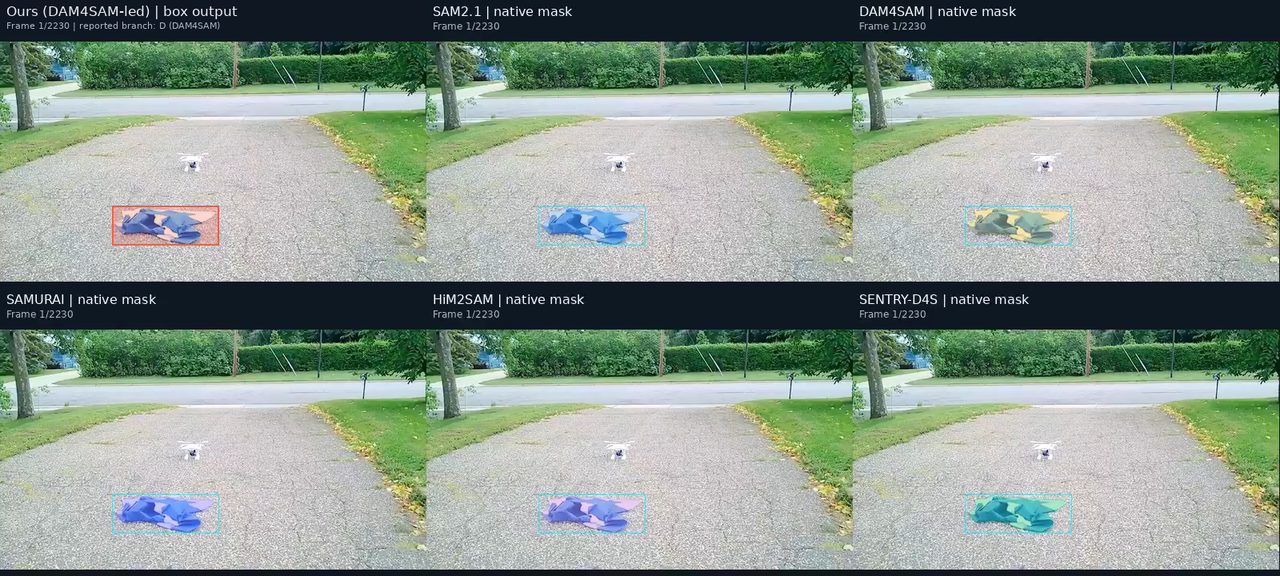 Ours (DAM4SAM-led) | box output
Frame 1/2230 | reported branch: D (DAM4SAM)
SAM2.1 | native mask
Frame 1/2230
DAM4SAM | native mask
Frame 1/2230
SAMURAI | native mask
Frame 1/2230
HiM2SAM | native mask
Frame 1/2230
SENTRY-D4S | native mask
Frame 1/2230